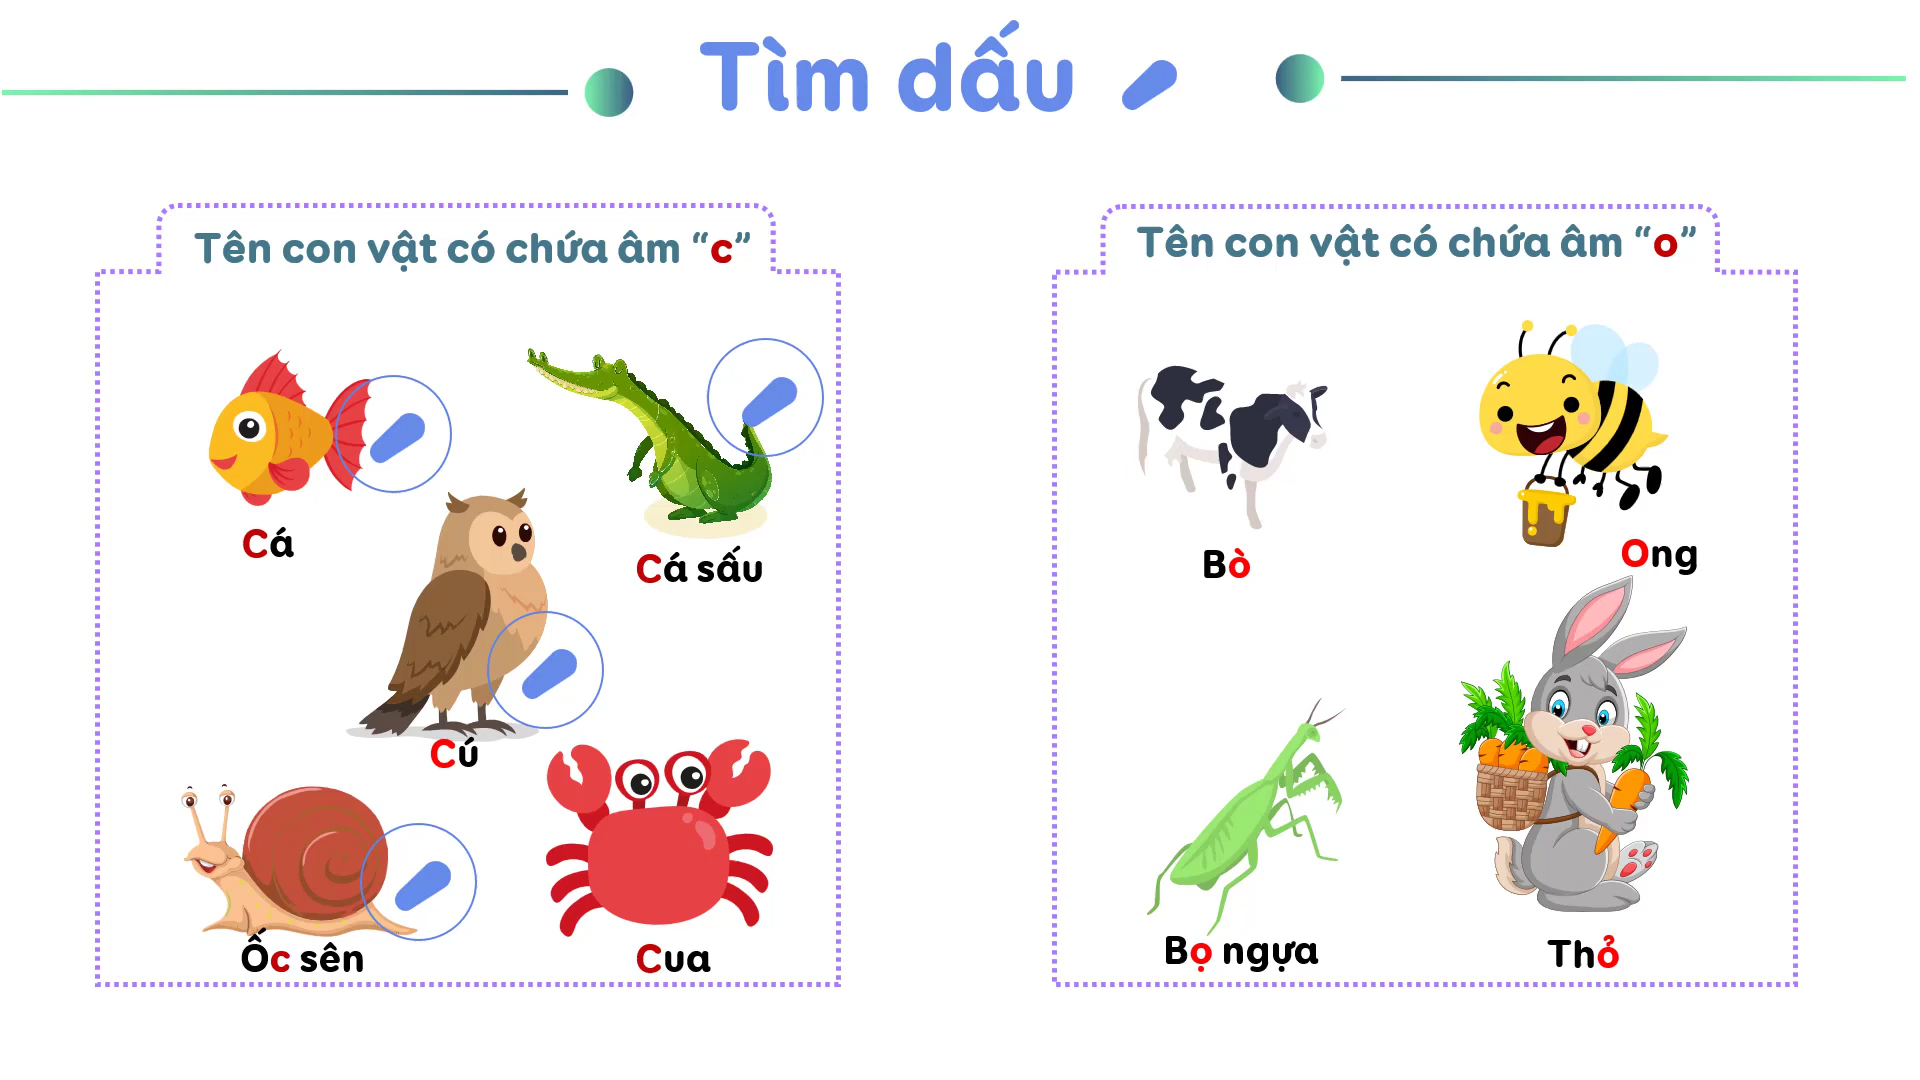 Tìm dấu
Tên con vật có chứa âm “c”
Cá
Cá sấu
Cú
Ốc sên
Cua
Tên con vật có chứa âm “o”
Bò
Ong
Bọ ngựa
Thỏ